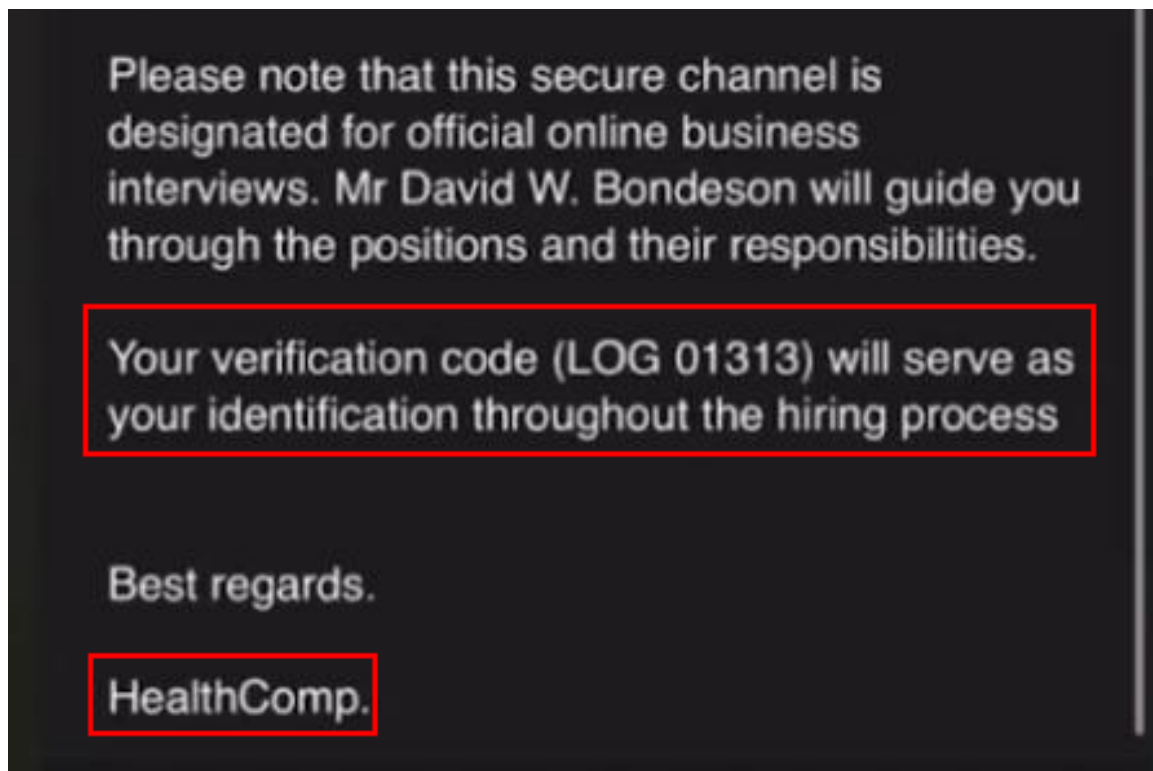 Please note that this secure channel is
designated for official online business
interviews. Mr David W. Bondeson will guide you
through the positions and their responsibilities.
Your verification code (LOG 01313) will serve as
your identification throughout the hiring process
Best regards.
HealthComp.